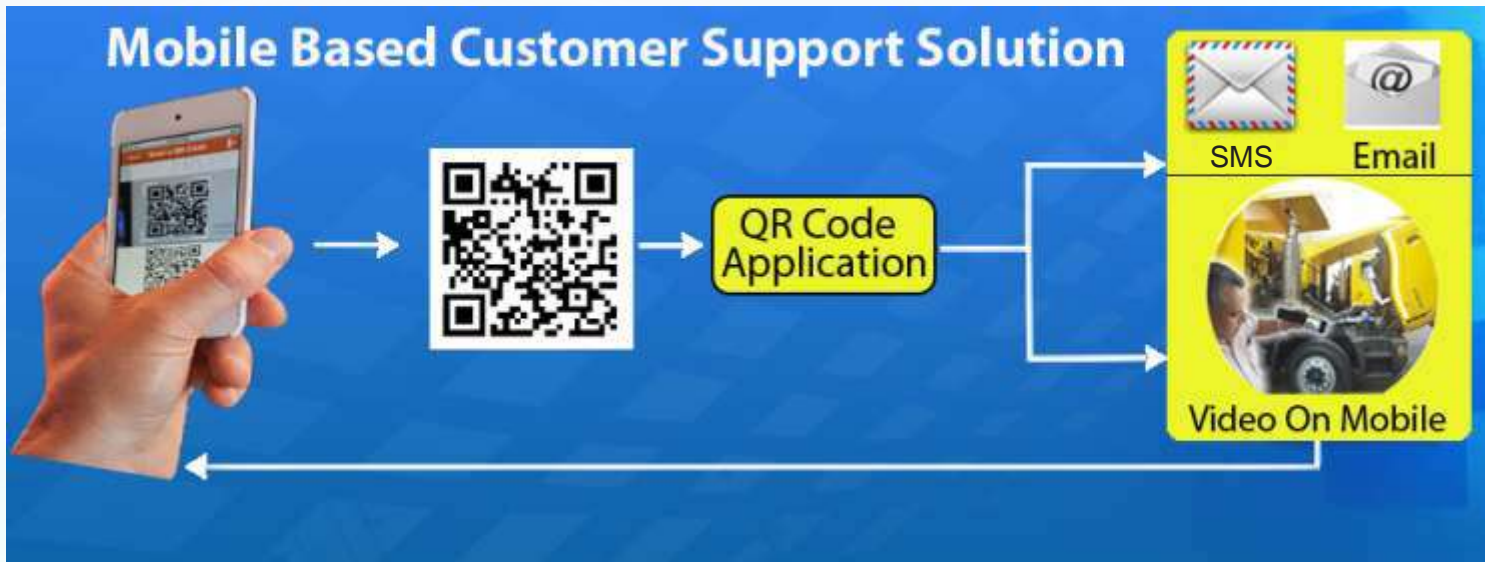 Mobile Based Customer Support Solution
@
SMS
Email
QR Code
Application
Video On Mobile